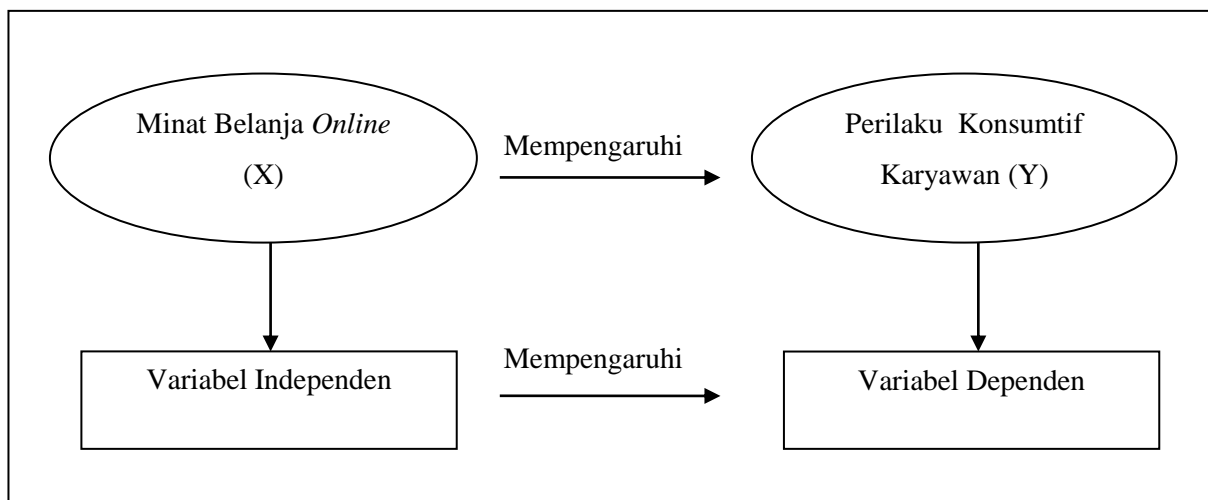 Minat Belanja Online
(X)
Mempengaruhi
Perilaku Konsumtif
Karyawan (Y)
Variabel Independen
Mempengaruhi
Variabel Dependen